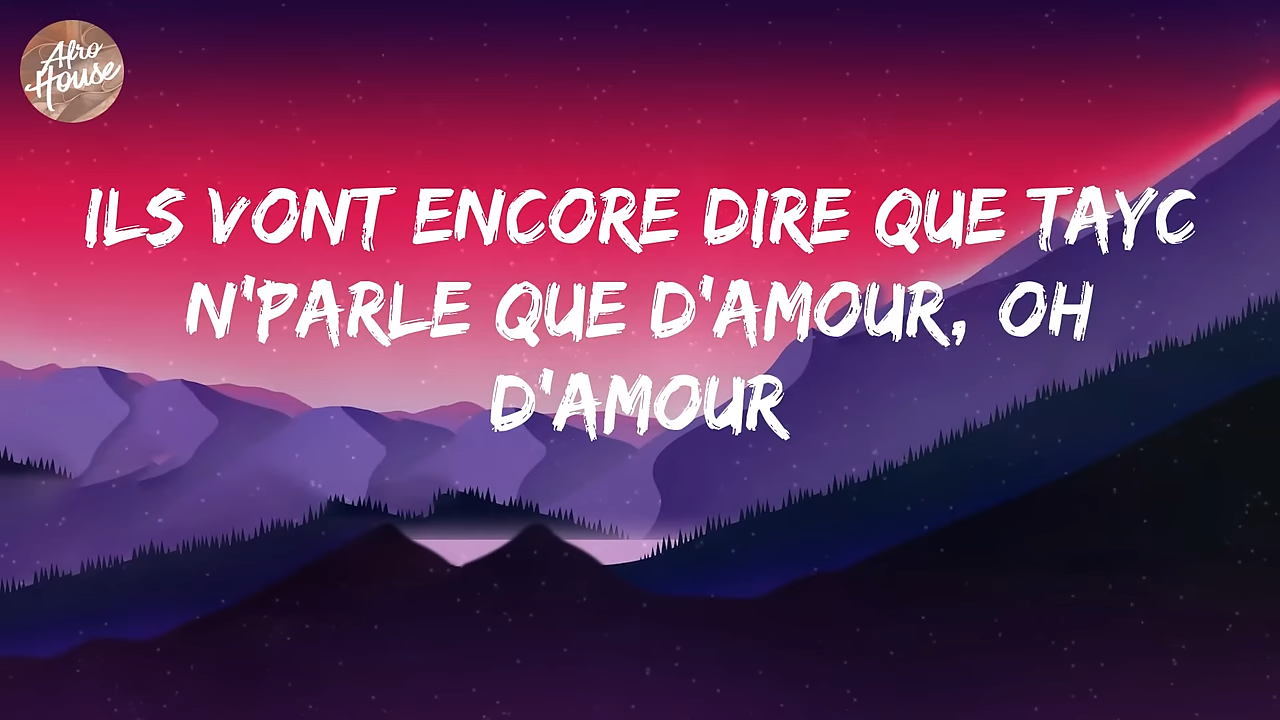 Afro
House
ILS VONT ENCORE DIRE QUE TAYC
N'PARLE QUE D'AMOUR, OH
D'AMOUR